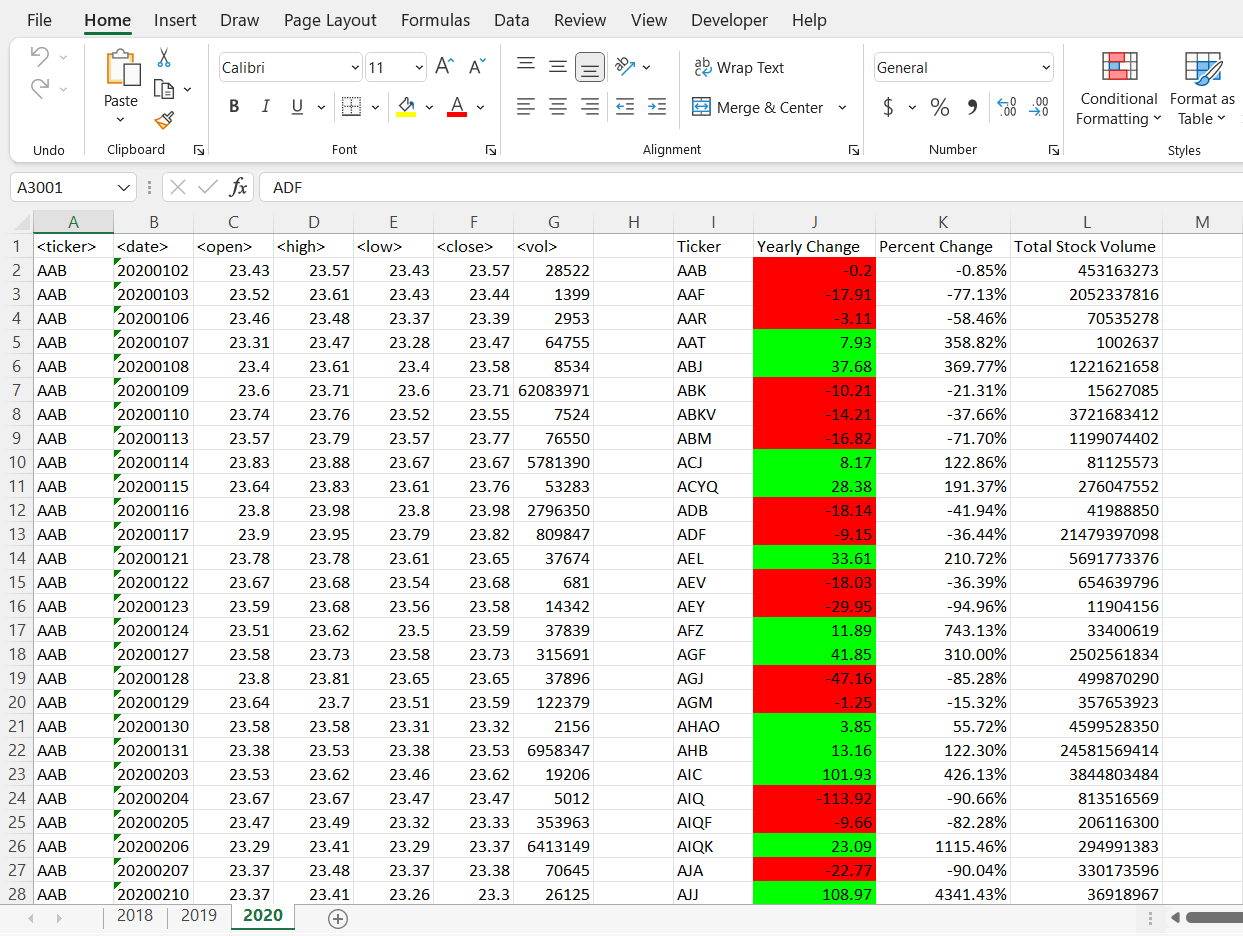 File Home Insert Draw Page Layout Formulas Data Review View Developer Help
Calibri 11 A A ab c Wrap Text General
Paste B I U A Merge & Center $ % , .00 .00 Conditional Formatting Format as Table
Undo Clipboard Font Alignment Number Styles
A3001 fx ADF
A B C D E F G H I J K L M
1 <ticker> <date> <open> <high> <low> <close> <vol> Ticker Yearly Change Percent Change Total Stock Volume
2 AAB 20200102 23.43 23.57 23.43 23.57 28522 AAB -0.2 -0.85% 453163273
3 AAB 20200103 23.52 23.61 23.43 23.44 1399 AAF -17.91 -77.13% 2052337816
4 AAB 20200106 23.46 23.48 23.37 23.39 2953 AAR -3.11 -58.46% 70535278
5 AAB 20200107 23.31 23.47 23.28 23.47 64755 AAT 7.93 358.82% 1002637
6 AAB 20200108 23.4 23.61 23.4 23.58 8534 ABJ 37.68 369.77% 1221621658
7 AAB 20200109 23.6 23.71 23.6 23.71 62083971 ABK -10.21 -21.31% 15627085
8 AAB 20200110 23.74 23.76 23.52 23.55 7524 ABKV -14.21 -37.66% 3721683412
9 AAB 20200113 23.57 23.79 23.57 23.77 76550 ABM -16.82 -71.70% 1199074402
10 AAB 20200114 23.83 23.88 23.67 23.67 5781390 ACJ 8.17 122.86% 81125573
11 AAB 20200115 23.64 23.83 23.61 23.76 53283 ACYQ 28.38 191.37% 276047552
12 AAB 20200116 23.8 23.98 23.8 23.98 2796350 ADB -18.14 -41.94% 41988850
13 AAB 20200117 23.9 23.95 23.79 23.82 809847 ADF -9.15 -36.44% 21479397098
14 AAB 20200121 23.78 23.78 23.61 23.65 37674 AEL 33.61 210.72% 5691773376
15 AAB 20200122 23.67 23.68 23.54 23.68 681 AEV -18.03 -36.39% 654639796
16 AAB 20200123 23.59 23.68 23.56 23.58 14342 AEY -29.95 -94.96% 11904156
17 AAB 20200124 23.51 23.62 23.5 23.59 37839 AFZ 11.89 743.13% 33400619
18 AAB 20200127 23.58 23.73 23.58 23.73 315691 AGF 41.85 310.00% 2502561834
19 AAB 20200128 23.8 23.81 23.65 23.65 37896 AGJ -47.16 -85.28% 499870290
20 AAB 20200129 23.64 23.7 23.51 23.59 122379 AGM -1.25 -15.32% 357653923
21 AAB 20200130 23.58 23.58 23.31 23.32 2156 AHAO 3.85 55.72% 4599528350
22 AAB 20200131 23.38 23.53 23.38 23.53 6958347 AHB 13.16 122.30% 24581569414
23 AAB 20200203 23.53 23.62 23.46 23.62 19206 AIC 101.93 426.13% 3844803484
24 AAB 20200204 23.67 23.67 23.47 23.47 5012 AIQ -113.92 -90.66% 813516569
25 AAB 20200205 23.47 23.49 23.32 23.33 353963 AIQF -9.66 -82.28% 206116300
26 AAB 20200206 23.29 23.41 23.29 23.37 6413149 AIQK 23.09 1115.46% 294991383
27 AAB 20200207 23.37 23.48 23.37 23.38 70645 AJA -22.77 -90.04% 330173596
28 AAB 20200210 23.37 23.41 23.26 23.3 26125 AJJ 108.97 4341.43% 36918967
2018 2019 2020